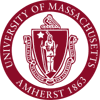 UNIVERSITY OF MASSACHUSETTS
AMHERST 1863